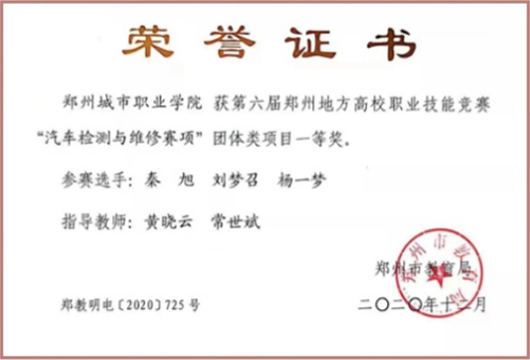 荣誉证书
郑州城市职业学院 获第六届郑州地方高校职业技能竞赛
“汽车检测与维修赛项”团体类项目一等奖。
参赛选手：秦 旭 刘梦召 杨一梦
指导教师：黄晓云 常世斌
郑州市教育局
郑州市教育局
郑教明电〔2020〕725号
二〇二〇年十二月